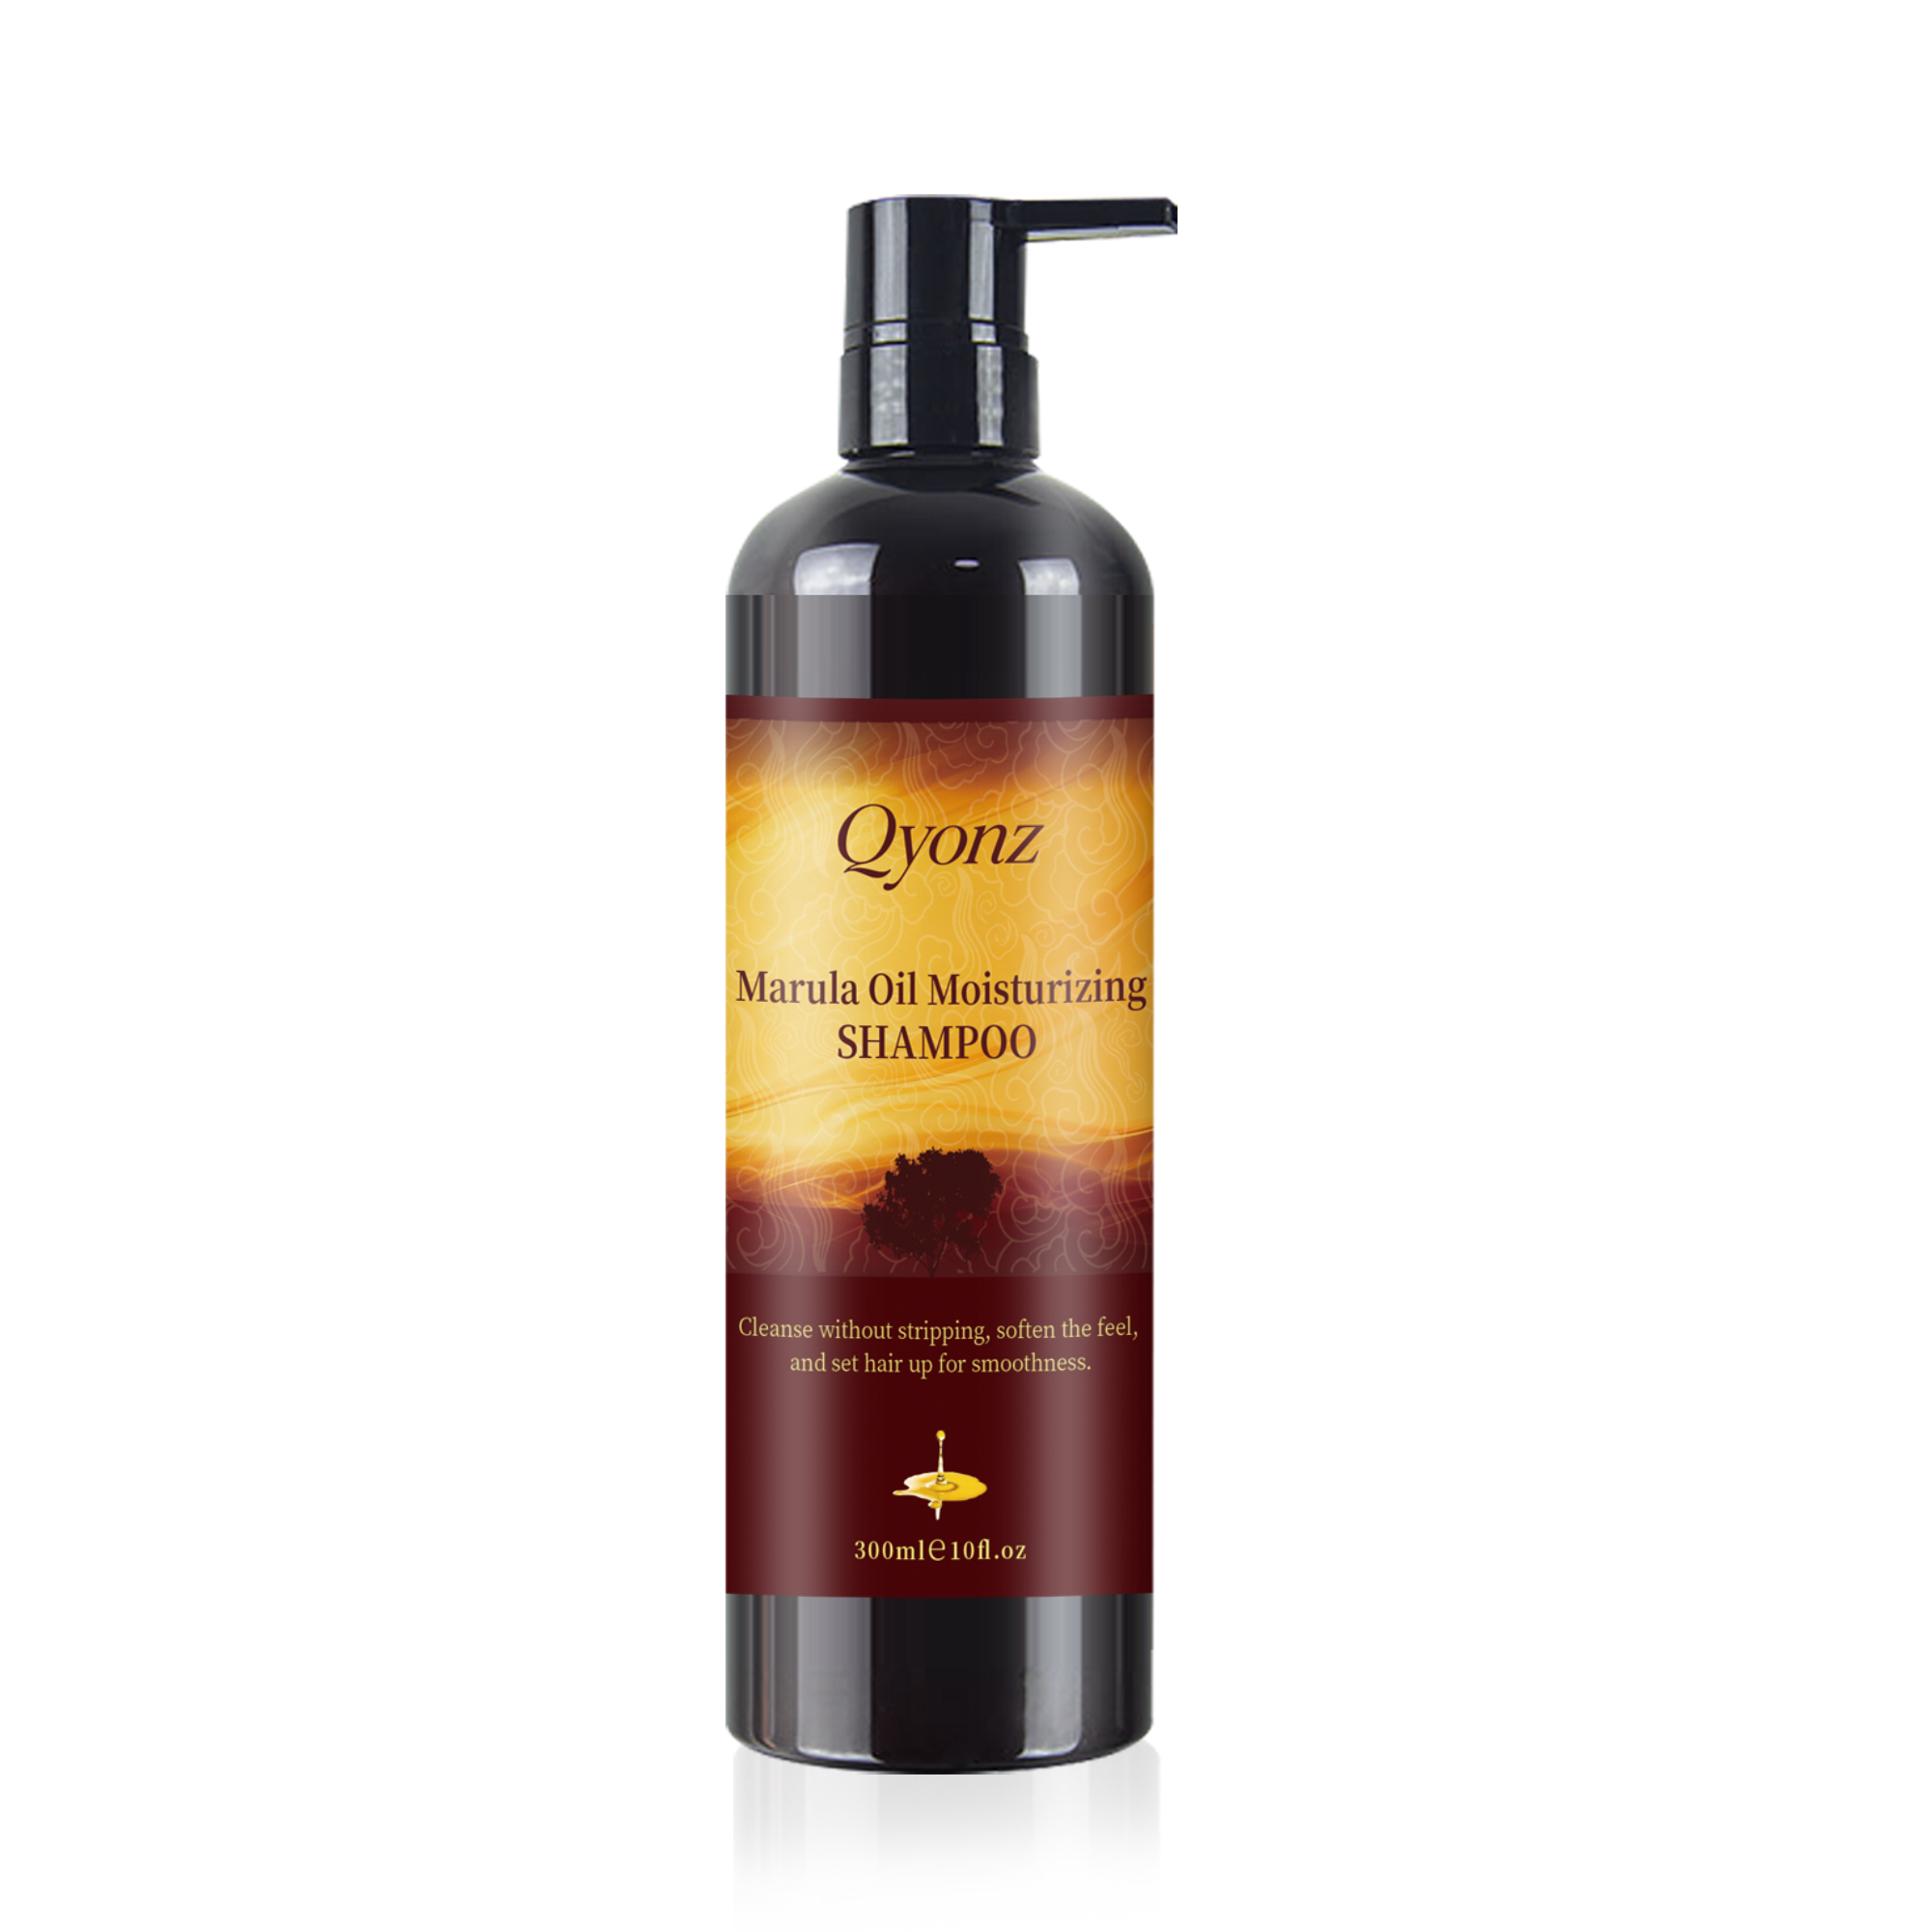 Qyonz
Marula Oil Moisturizing
SHAMPOO
Cleanse without stripping, soften the feel,
and set hair up for smoothness.
300ml℮10fl.oz